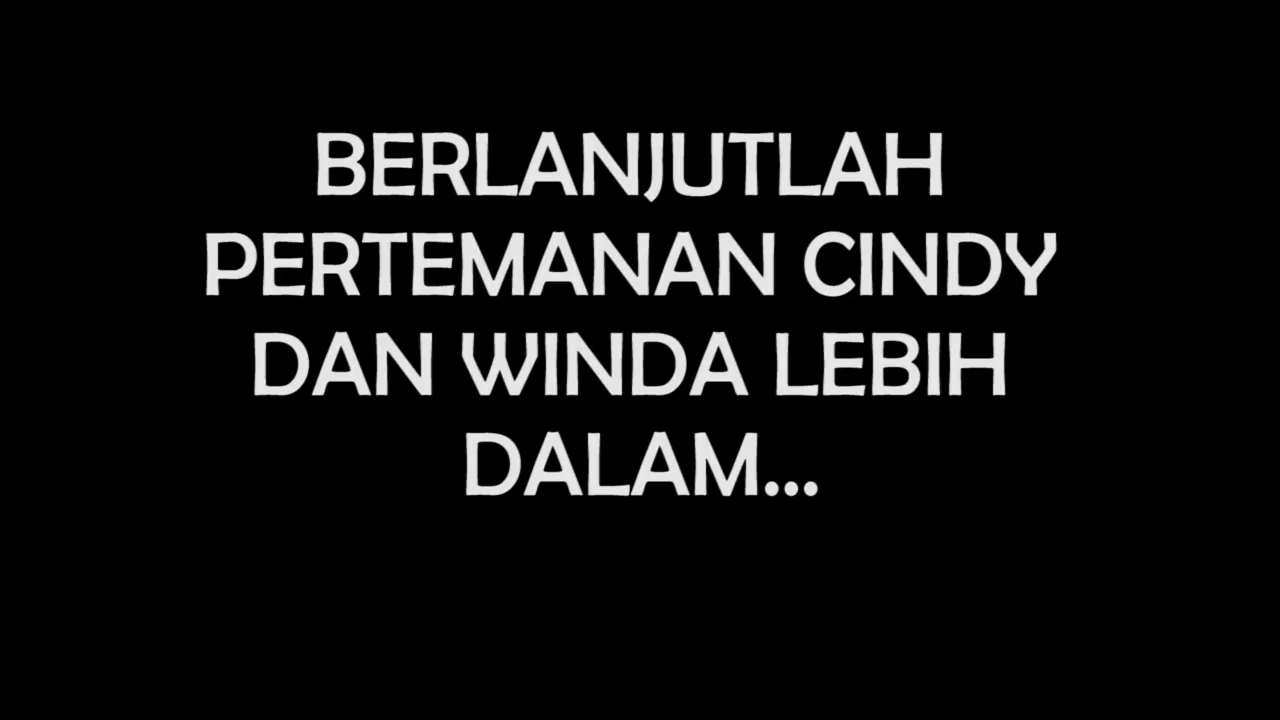 BERLANJUTLAH
PERTEMANAN CINDY
DAN WINDA LEBIH
DALAM...